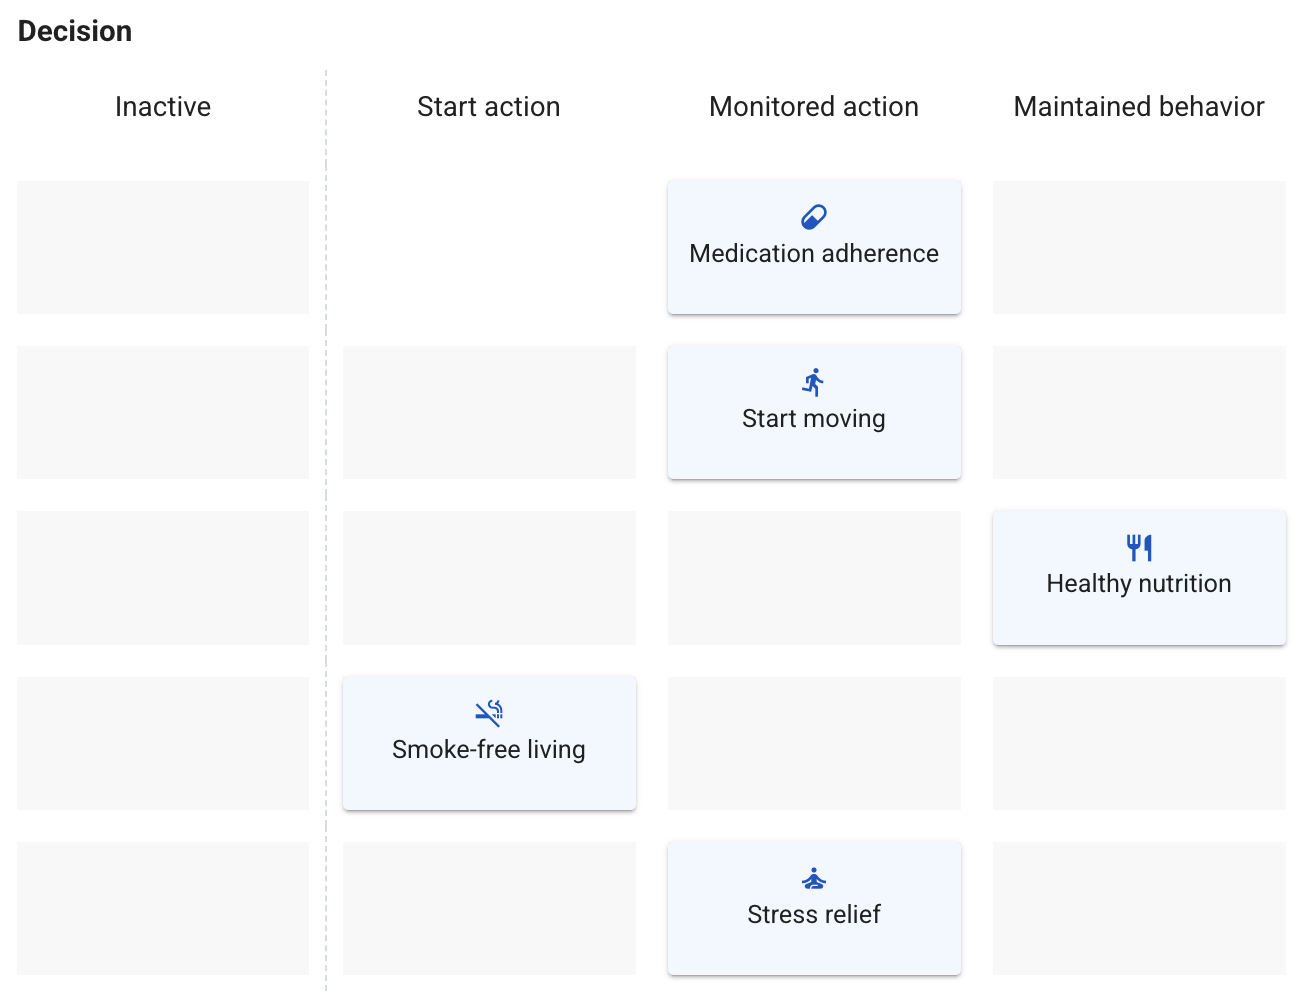 Decision
Inactive
Start action
Monitored action
Maintained behavior
Medication adherence
Start moving
Healthy nutrition
Smoke-free living
Stress relief